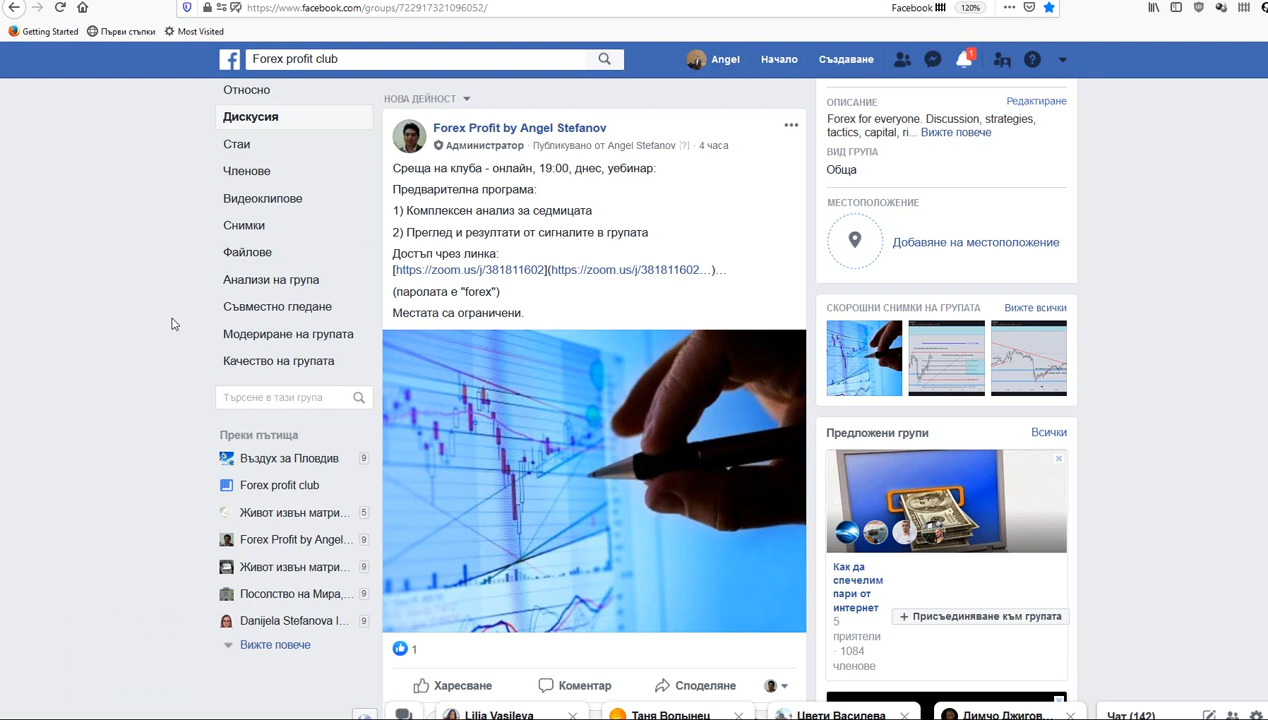 https://www.facebook.com/groups/722917321096052/
Facebook
120%
Getting Started
Първи стъпки
Most Visited
Forex profit club
Angel
Начало
Създаване
1
Относно
Дискусия
Стаи
Членове
Видеоклипове
Снимки
Файлове
Анализи на група
Съвместно гледане
Модериране на групата
Качество на групата
Търсене в тази група
Преки пътища
Въздух за Пловдив 9
Forex profit club
Живот извън матри... 5
Forex Profit by Angel... 9
Живот извън матри... 9
Посолство на Мира,... 9
Danijela Stefanova I... 9
Вижте повече
НОВА ДЕЙНОСТ
Forex Profit by Angel Stefanov
Администратор · Публикувано от Angel Stefanov [?] · 4 часа
Среща на клуба - онлайн, 19:00, днес, уебинар:
Предварителна програма:
1) Комплексен анализ за седмицата
2) Преглед и резултати от сигналите в групата
Достъп чрез линка:
[https://zoom.us/j/381811602](https://zoom.us/j/381811602...)...
(паролата е "forex")
Местата са ограничени.
1
Харесване
Коментар
Споделяне
ОПИСАНИЕ
Редактиране
Forex for everyone. Discussion, strategies,
tactics, capital, ri... Вижте повече
ВИД ГРУПА
Обща
МЕСТОПОЛОЖЕНИЕ
Добавяне на местоположение
СКОРОШНИ СНИМКИ НА ГРУПАТА
Вижте всички
Предложени групи
Всички
Как да
спечелим
пари от
интернет
5
приятели
· 1084
членове
+ Присъединяване към групата
Lilia Vasileva
Таня Волынец
Цвети Василева
Димчо Джигов...
Чат (142)